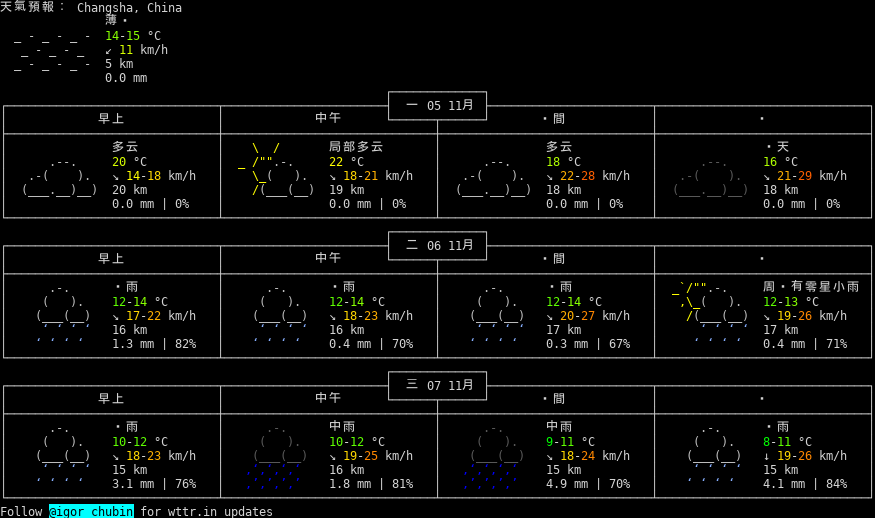 天氣預報： Changsha, China
薄・
14-15 °C
↙ 11 km/h
5 km
0.0 mm
一 05 11月
早上 中午 ・間 ・
多云 局部多云 多云 ・天
20 °C 22 °C 18 °C 16 °C
↘ 14-18 km/h ↘ 18-21 km/h ↘ 22-28 km/h ↘ 21-29 km/h
20 km 19 km 18 km 18 km
0.0 mm | 0% 0.0 mm | 0% 0.0 mm | 0% 0.0 mm | 0%
二 06 11月
早上 中午 ・間 ・
・雨 ・雨 ・雨 周・有零星小雨
12-14 °C 12-14 °C 12-14 °C 12-13 °C
↘ 17-22 km/h ↘ 18-23 km/h ↘ 20-27 km/h ↘ 19-26 km/h
16 km 16 km 17 km 17 km
1.3 mm | 82% 0.4 mm | 70% 0.3 mm | 67% 0.4 mm | 71%
三 07 11月
早上 中午 ・間 ・
・雨 中雨 中雨 ・雨
10-12 °C 10-12 °C 9-11 °C 8-11 °C
↘ 18-23 km/h ↘ 19-25 km/h ↘ 18-24 km/h ↓ 19-26 km/h
15 km 16 km 15 km 15 km
3.1 mm | 76% 1.8 mm | 81% 4.9 mm | 70% 4.1 mm | 84%
Follow @igor_chubin for wttr.in updates